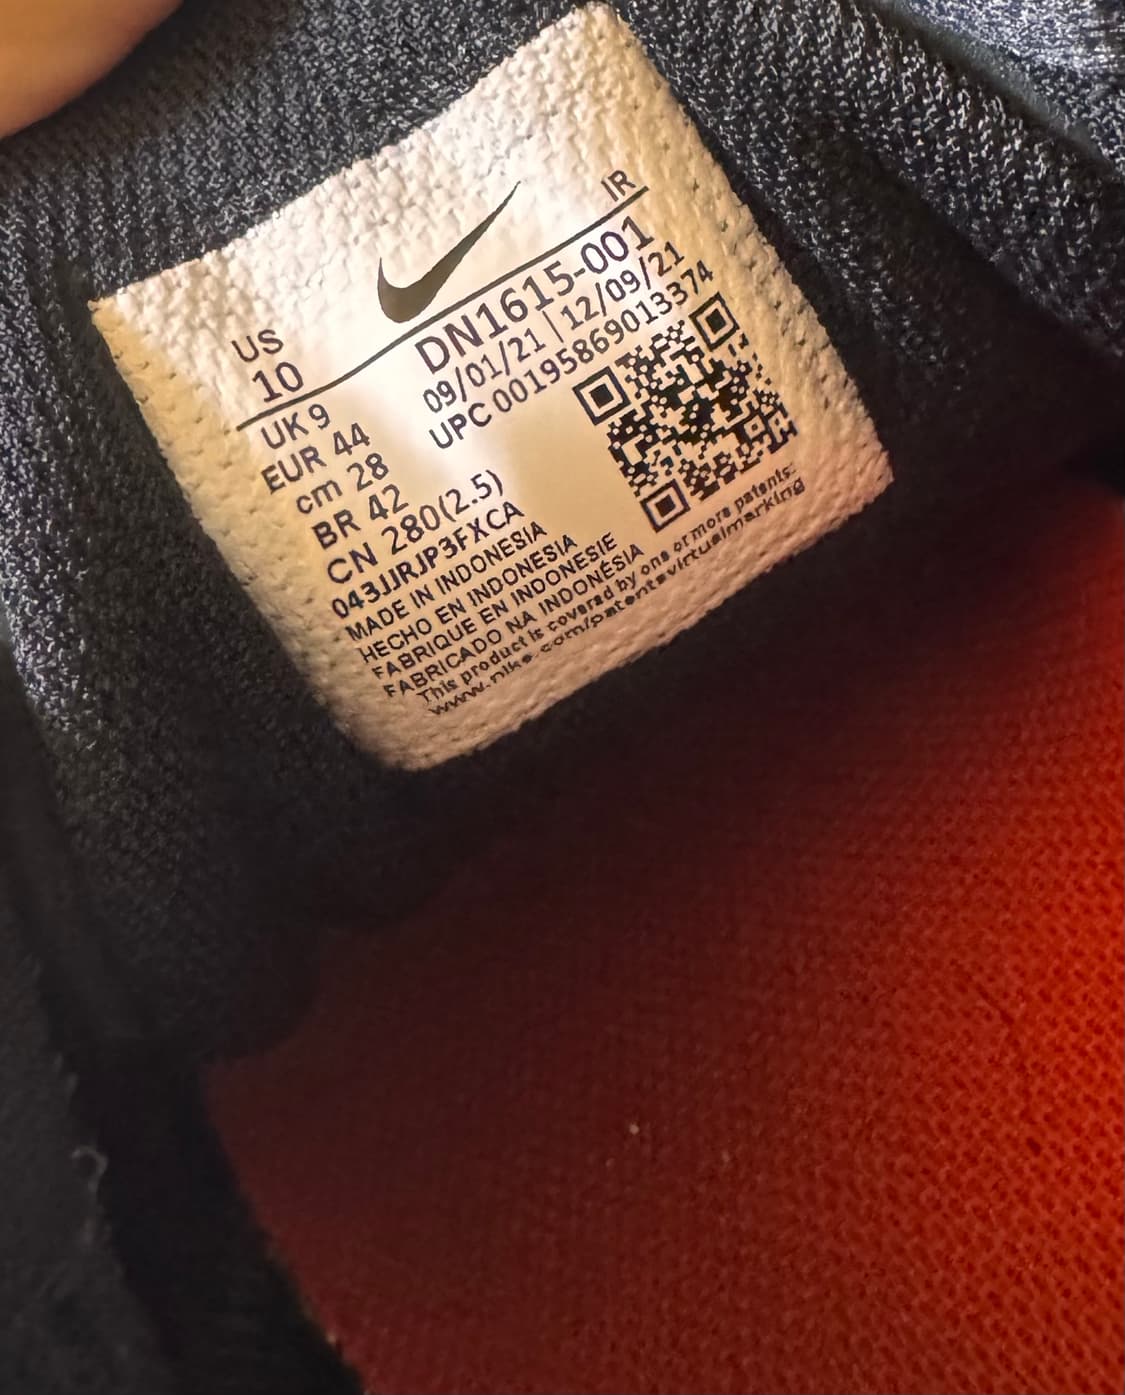 IR
US
10
DN1615-001
09/01/21 | 12/09/21
UPC 00195869013374
UK 9
EUR 44
cm 28
BR 42
CN 280(2.5)
043JJRJP3FXCA
MADE IN INDONESIA
HECHO EN INDONESIA
FABRIQUE EN INDONESIE
FABRICADO NA INDONÉSIA
This product is covered by one or more patents:
www.nike.com/patentsvirtualmarking